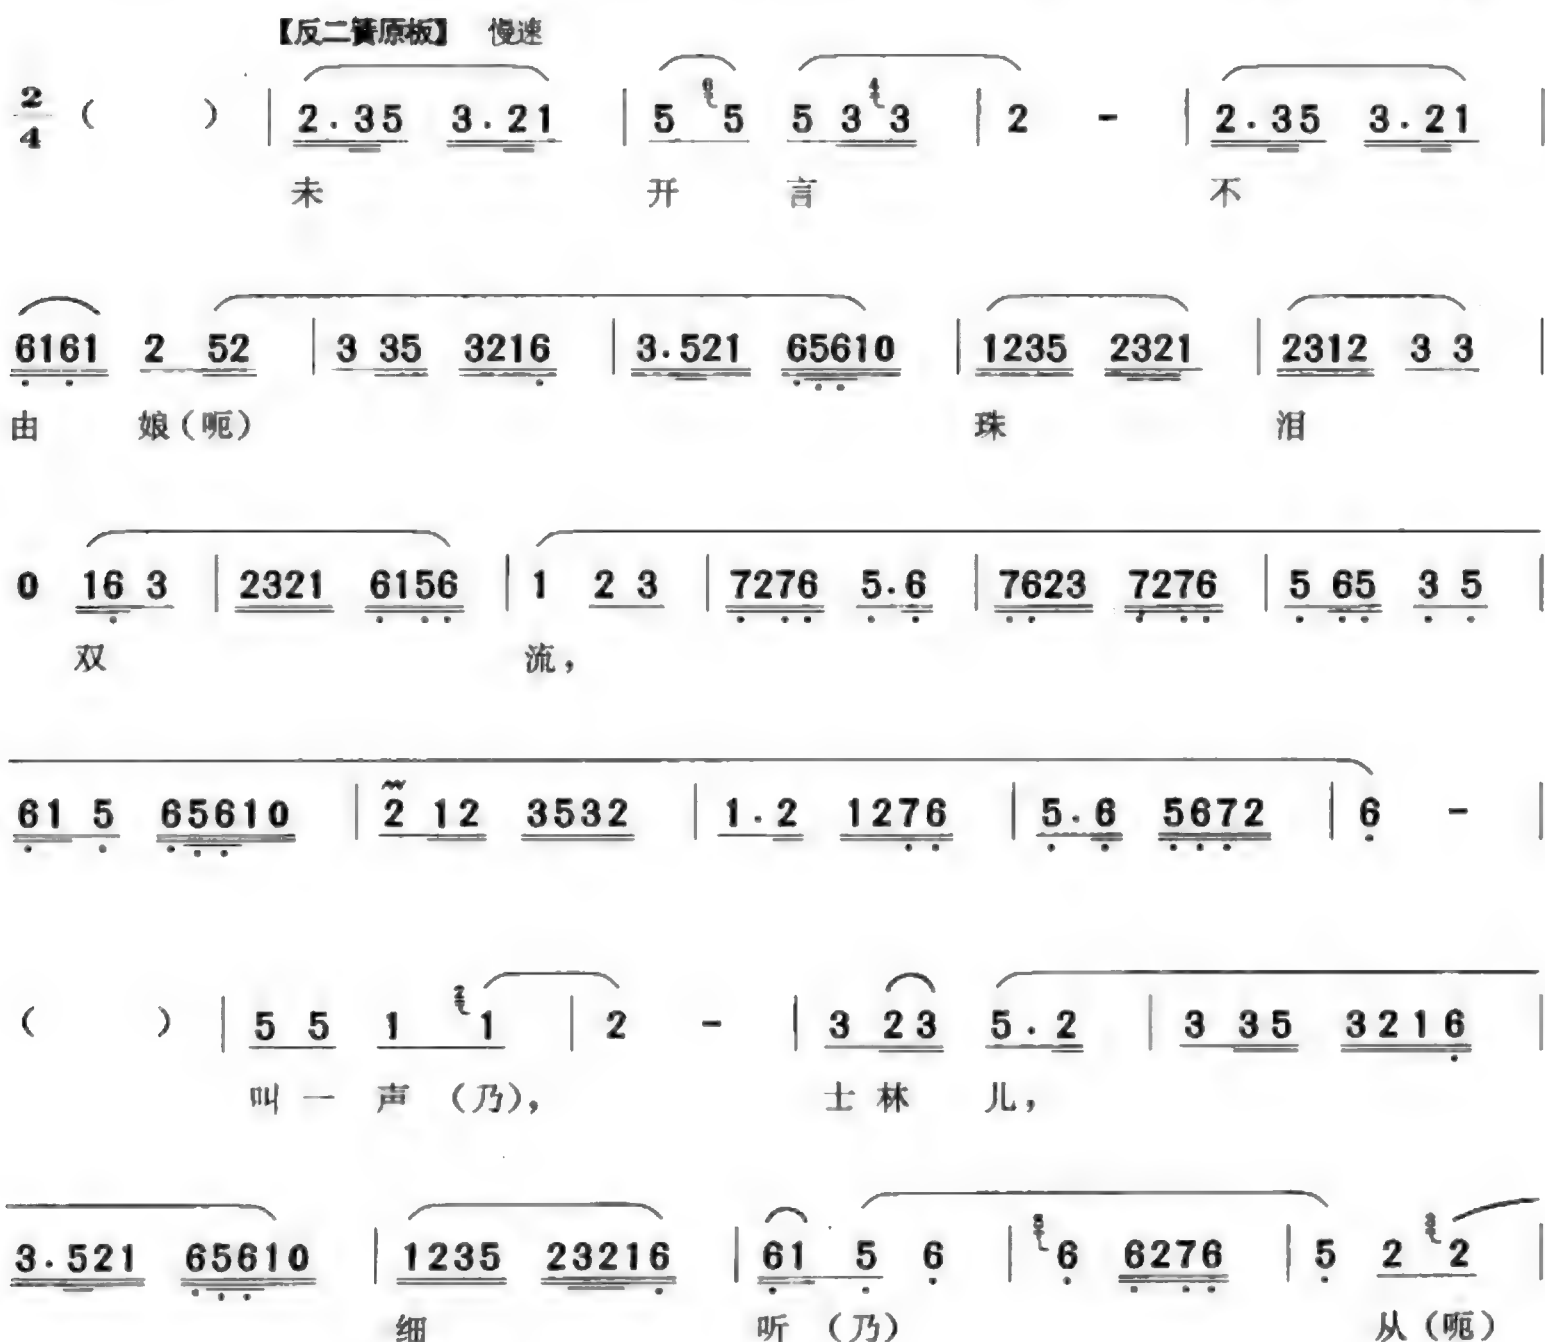 【反二簧原板】 慢速
2/4 ( ) | 2.35 3.21 | 5 ⁶5 5 3 ⁴3 | 2 - | 2.35 3.21 |
未 开 言 不
6161 2 52 | 3 35 3216 | 3.521 65610 | 1235 2321 | 2312 3 3 |
由 娘(呃) 珠 泪
0 16 3 | 2321 6156 | 1 2 3 | 7276 5.6 | 7623 7276 | 5 65 3 5 |
双 流,
61 5 65610 | 2 12 3532 | 1.2 1276 | 5.6 5672 | 6 - |
( ) | 5 5 1 ²1 | 2 - | 3 23 5.2 | 3 35 3216 |
叫 一 声 (乃), 士 林 儿,
3.521 65610 | 1235 23216 | 61 5 6 | 6 6276 | 5 2 2 |
细 听 (乃) 从(呃)